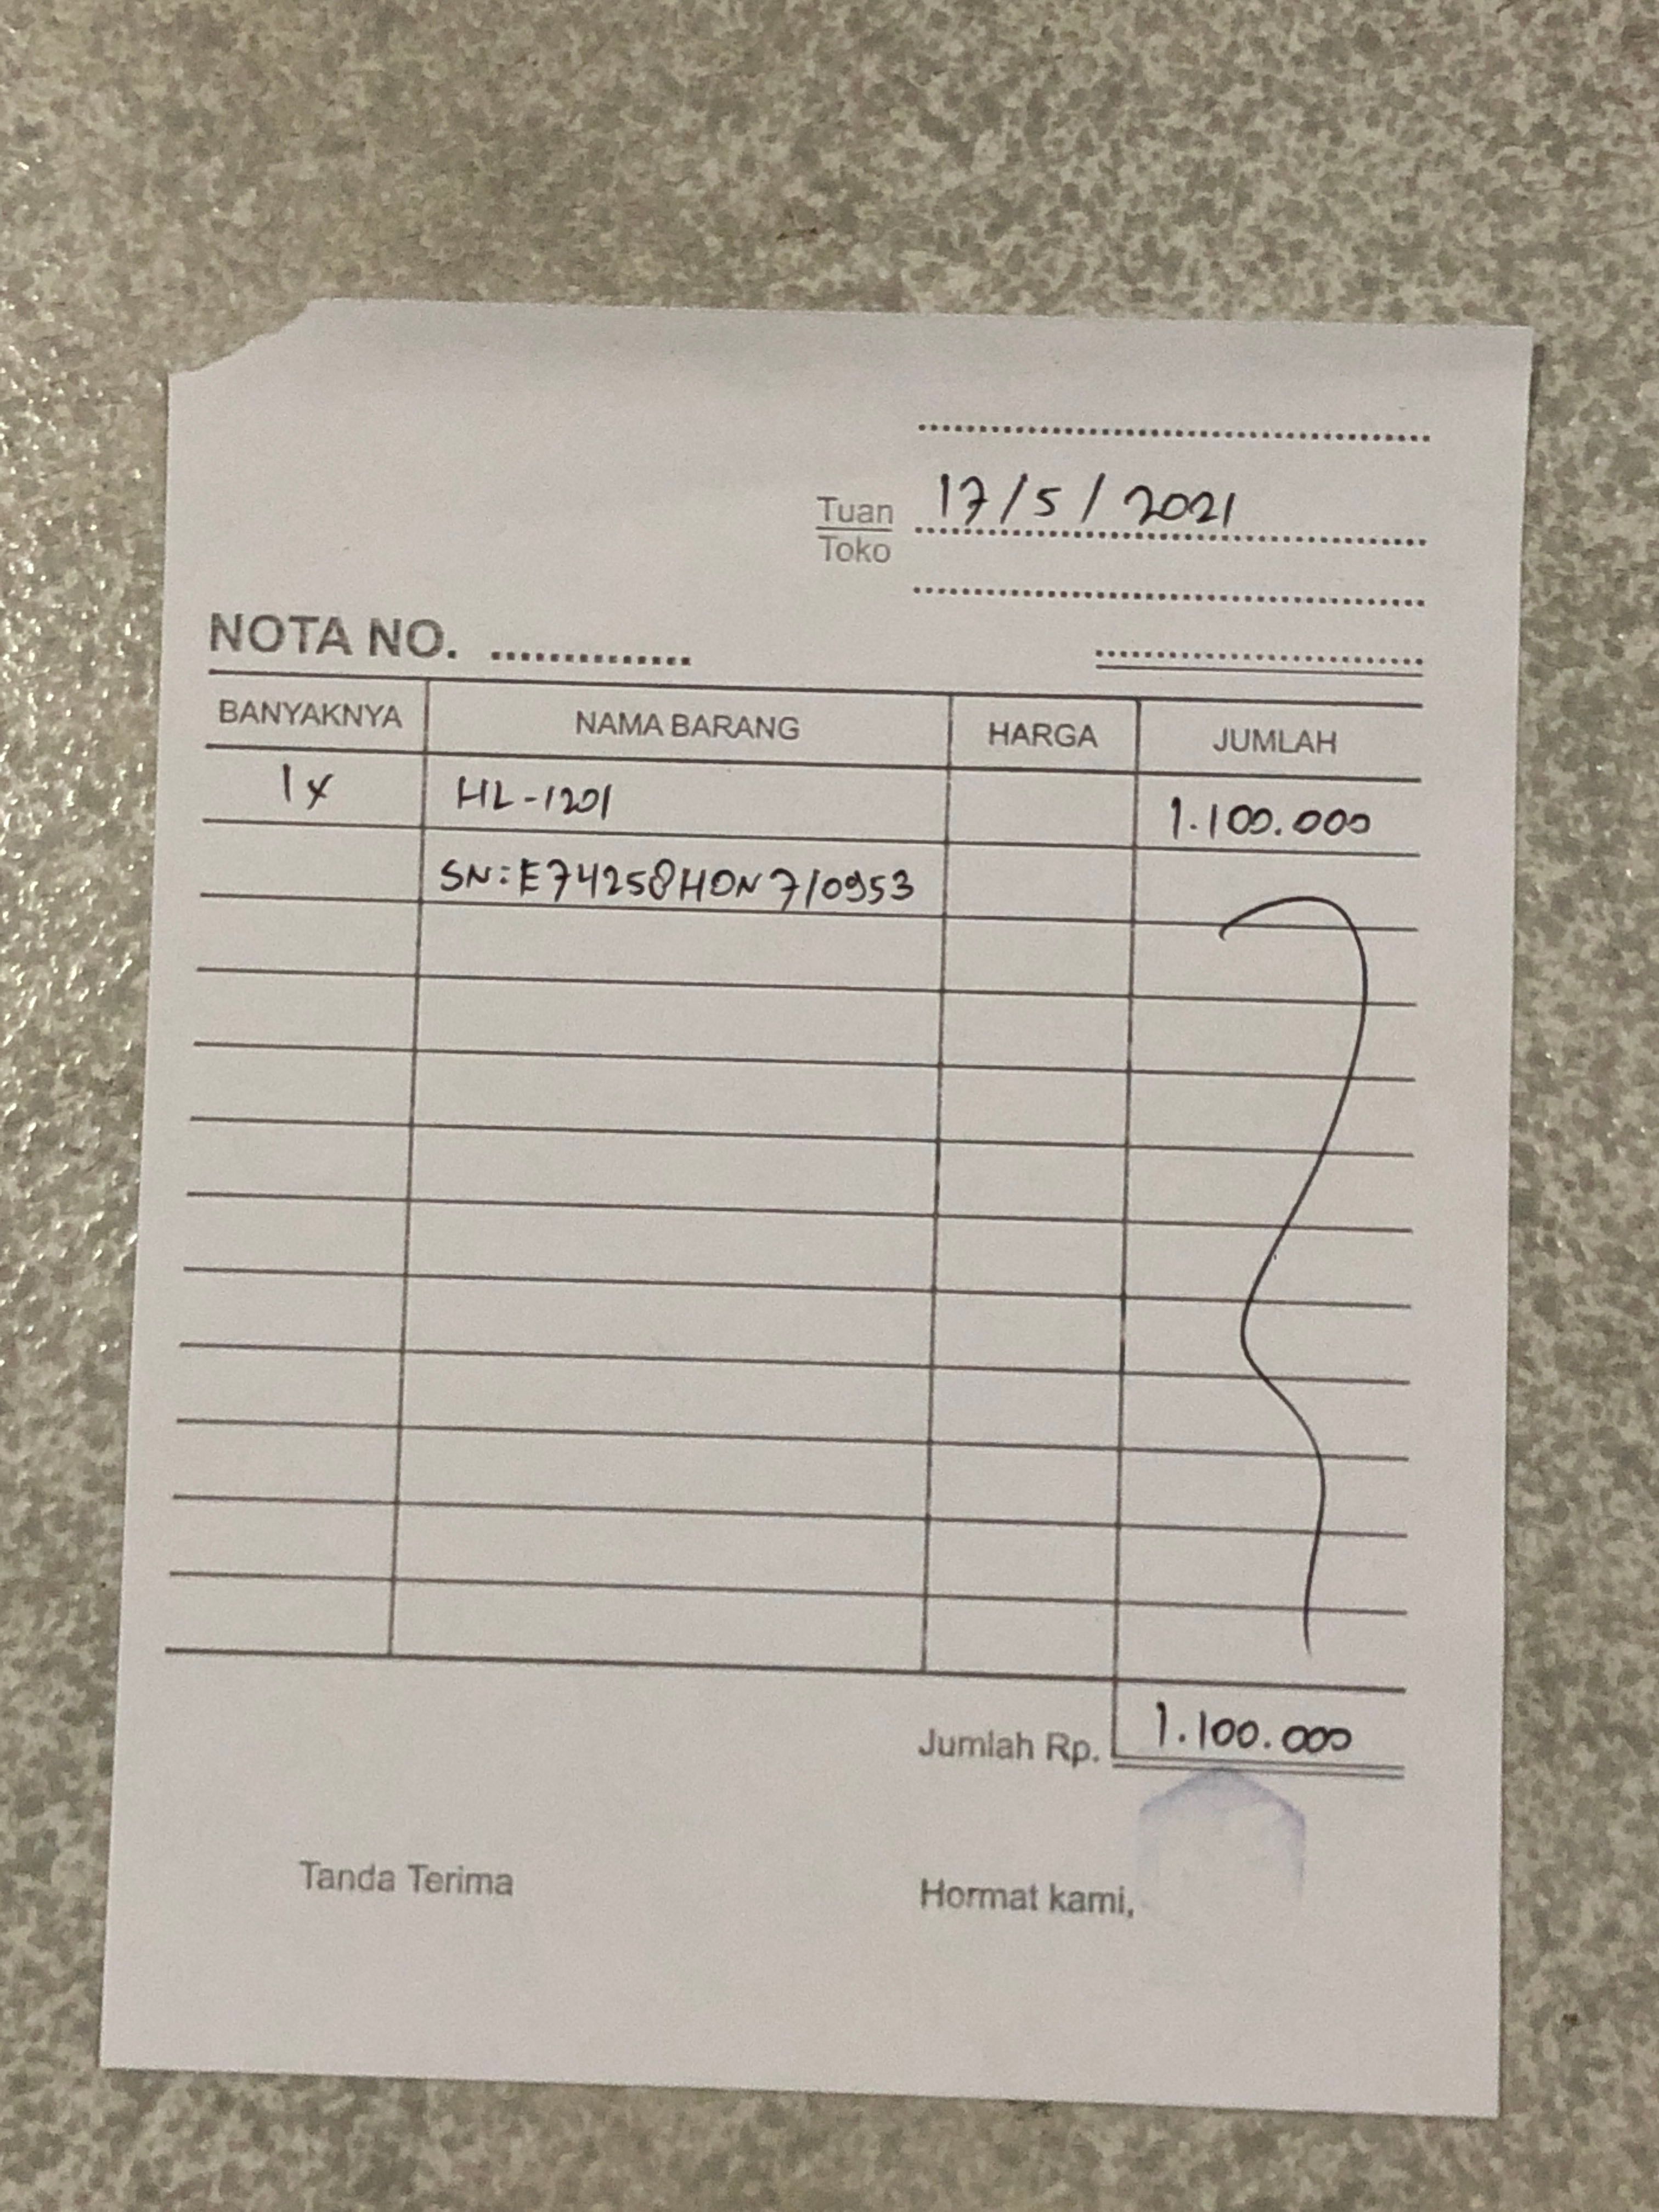 17/5/2021
Tuan
Toko
NOTA NO. ..............
BANYAKNYA NAMA BARANG HARGA JUMLAH
1x HL-1201 1.100.000
SN:E74258HON710953
Jumlah Rp. 1.100.000
Tanda Terima Hormat kami,